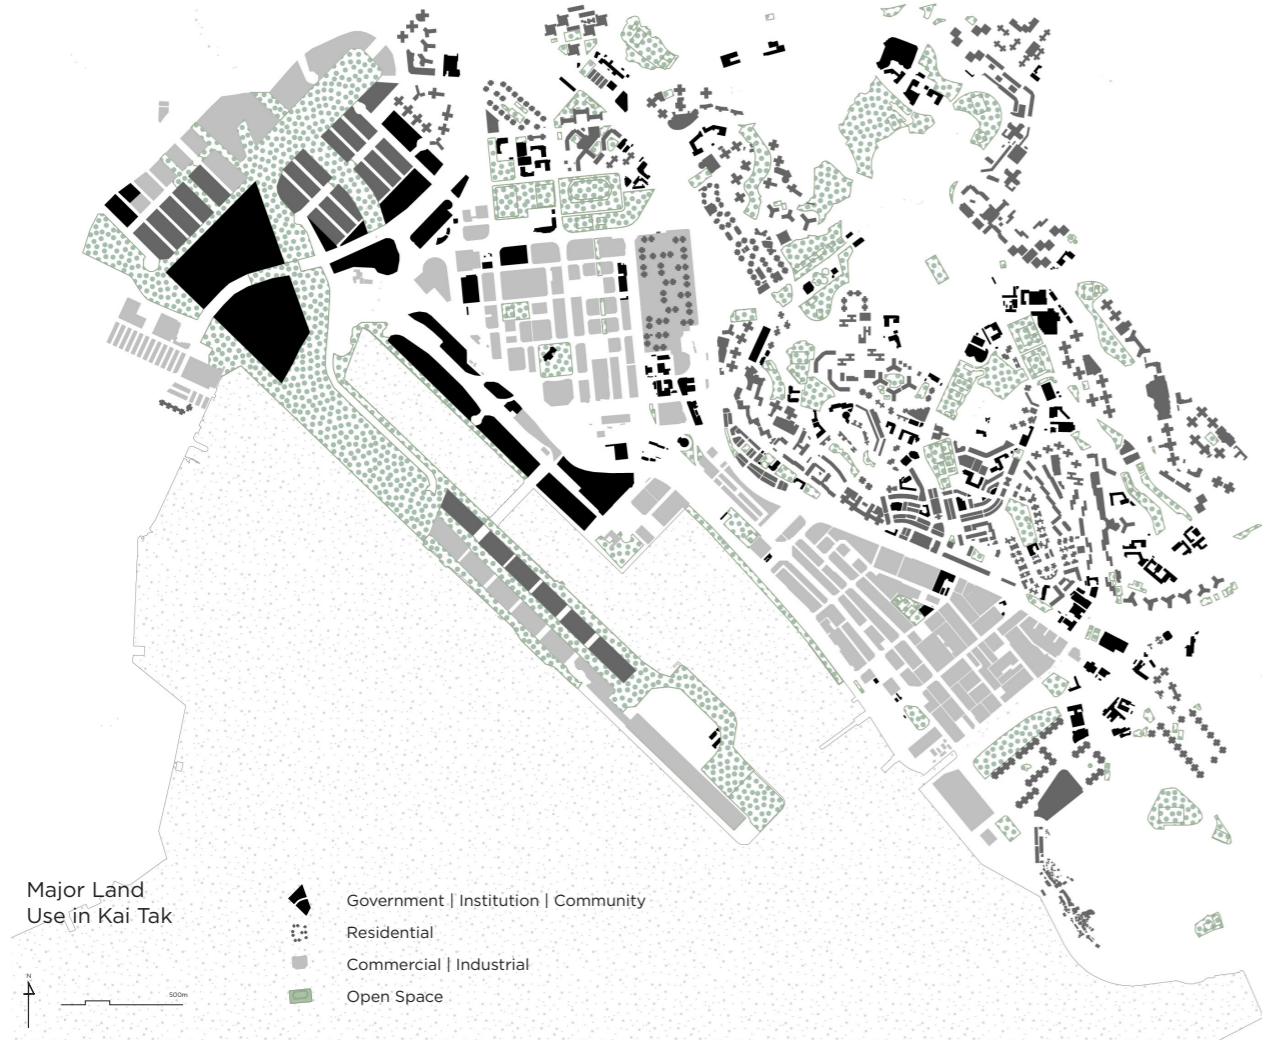 Major Land
Use in Kai Tak
N
500m
Government | Institution | Community
Residential
Commercial | Industrial
Open Space